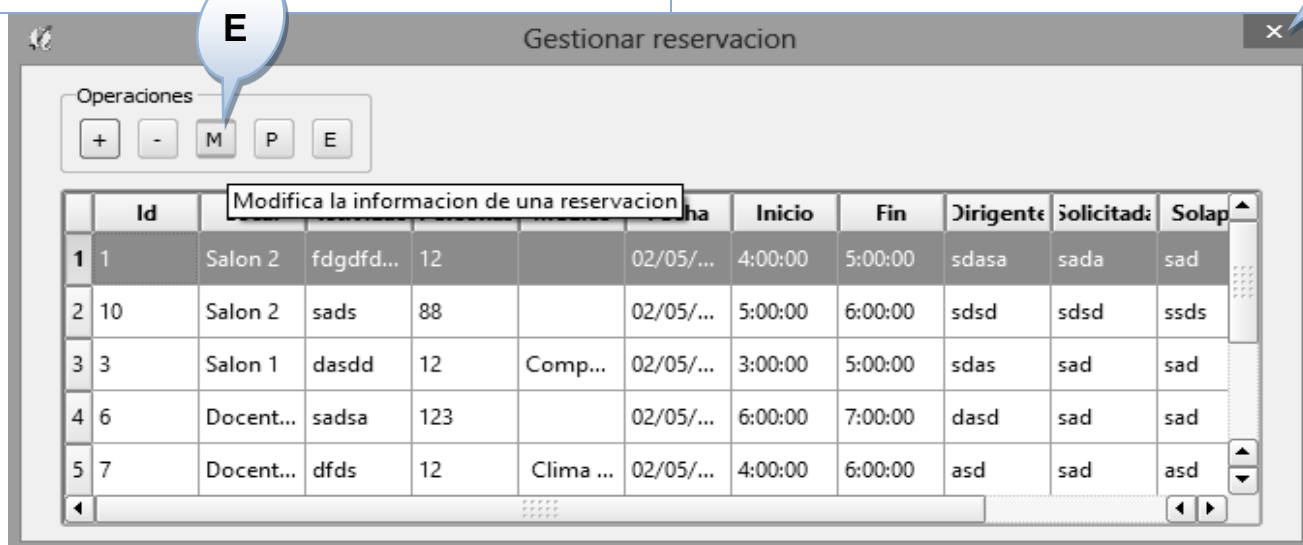 E
Gestionar reservacion
×
Operaciones
+ - M P E
Modifica la informacion de una reservacion
Id Inicio Fin Dirigente Solicitada Solap
1 1 Salon 2 fdgdfd... 12 02/05/... 4:00:00 5:00:00 sdasa sada sad
2 10 Salon 2 sads 88 02/05/... 5:00:00 6:00:00 sdsd sdsd ssds
3 3 Salon 1 dasdd 12 Comp... 02/05/... 3:00:00 5:00:00 sdas sad sad
4 6 Docent... sadsa 123 02/05/... 6:00:00 7:00:00 dasd sad sad
5 7 Docent... dfds 12 Clima ... 02/05/... 4:00:00 6:00:00 asd sad asd